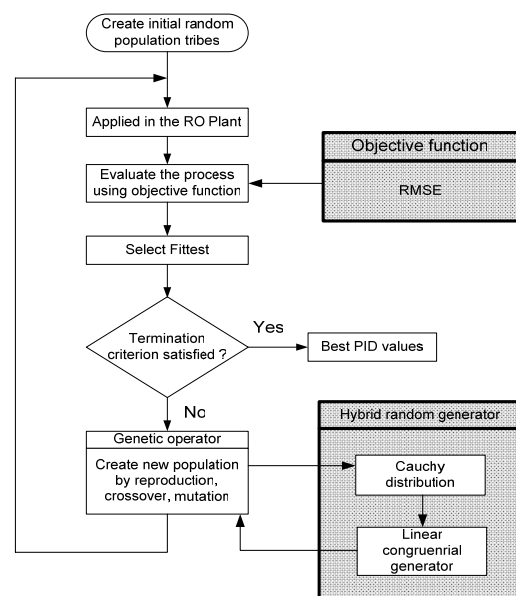 Create initial random
population tribes
Applied in the RO Plant
Evaluate the process
using objective function
Objective function
RMSE
Select Fittest
Termination
criterion satisfied ?
Yes
Best PID values
No
Genetic operator
Create new population
by reproduction,
crossover, mutation
Hybrid random generator
Cauchy
distribution
Linear
congruenrial
generator